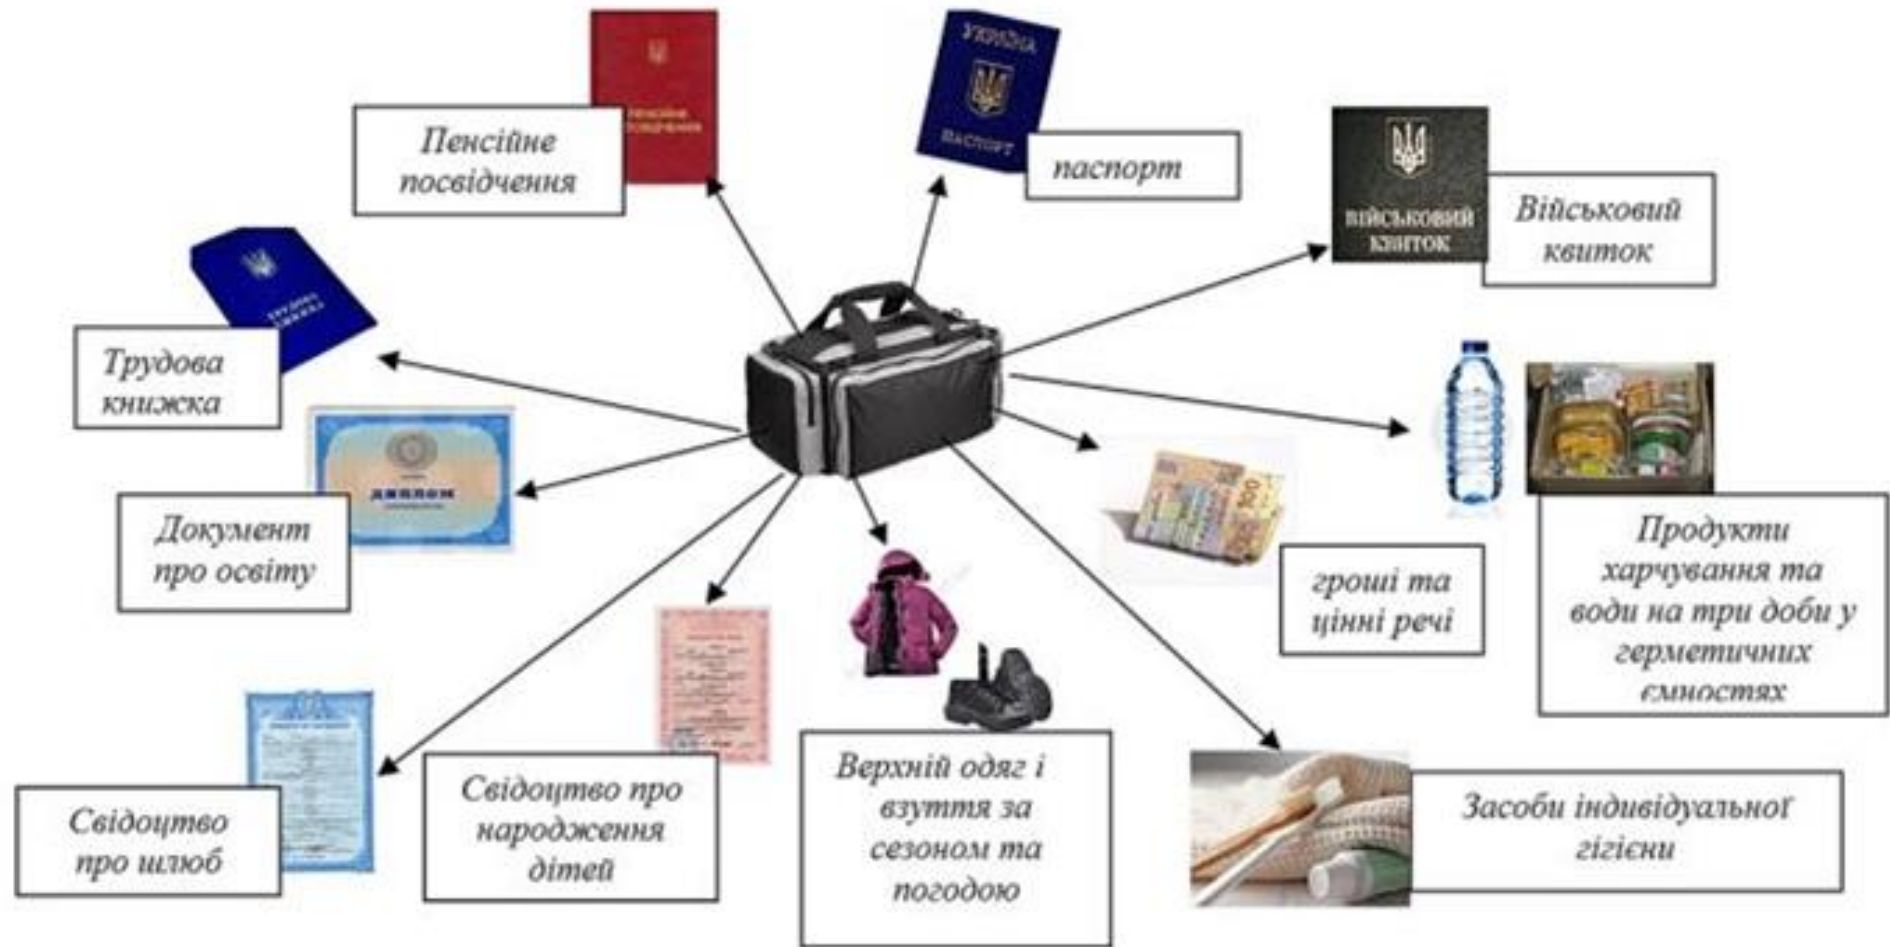 Пенсійне
посвідчення
УКРАЇНА
ПАСПОРТ
паспорт
ВІЙСЬКОВИЙ
КВИТОК
Військовий
квиток
Трудова
книжка
ДИПЛОМ
Документ
про освіту
300
гроші та
цінні речі
Продукти
харчування та
води на три доби у
герметичних
ємностях
Свідоцтво
про шлюб
Свідоцтво про
народження
дітей
Верхній одяг і
взуття за
сезоном та
погодою
Засоби індивідуальної
гігієни